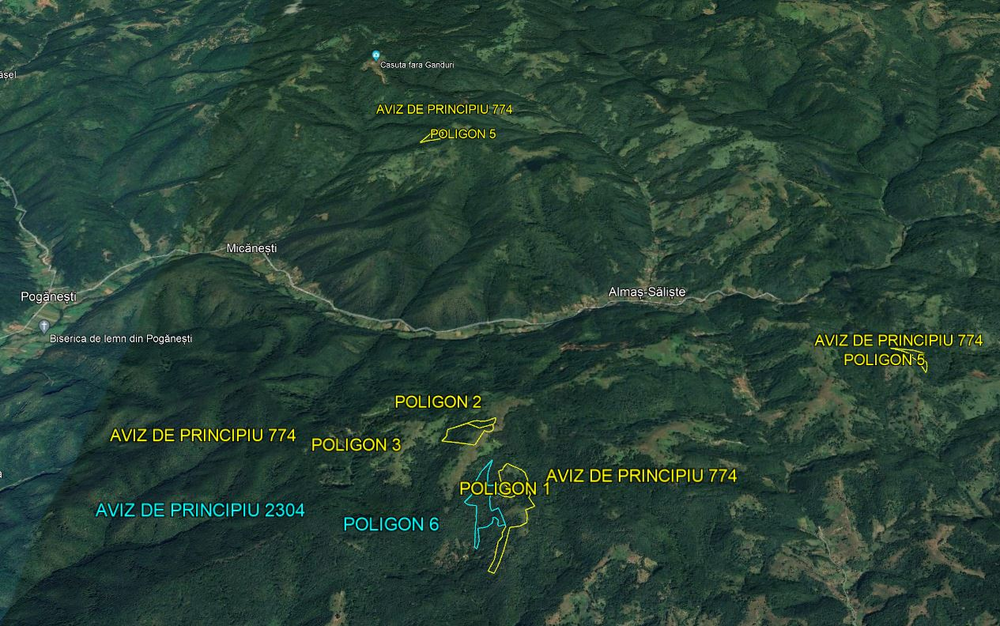 Casuta fara Ganduri
AVIZ DE PRINCIPIU 774
POLIGON 5
Micănești
Pogănești
Almaș-Săliște
Biserica de lemn din Pogănești
AVIZ DE PRINCIPIU 774
POLIGON 5
POLIGON 2
AVIZ DE PRINCIPIU 774
POLIGON 3
AVIZ DE PRINCIPIU 774
POLIGON 1
AVIZ DE PRINCIPIU 2304
POLIGON 6